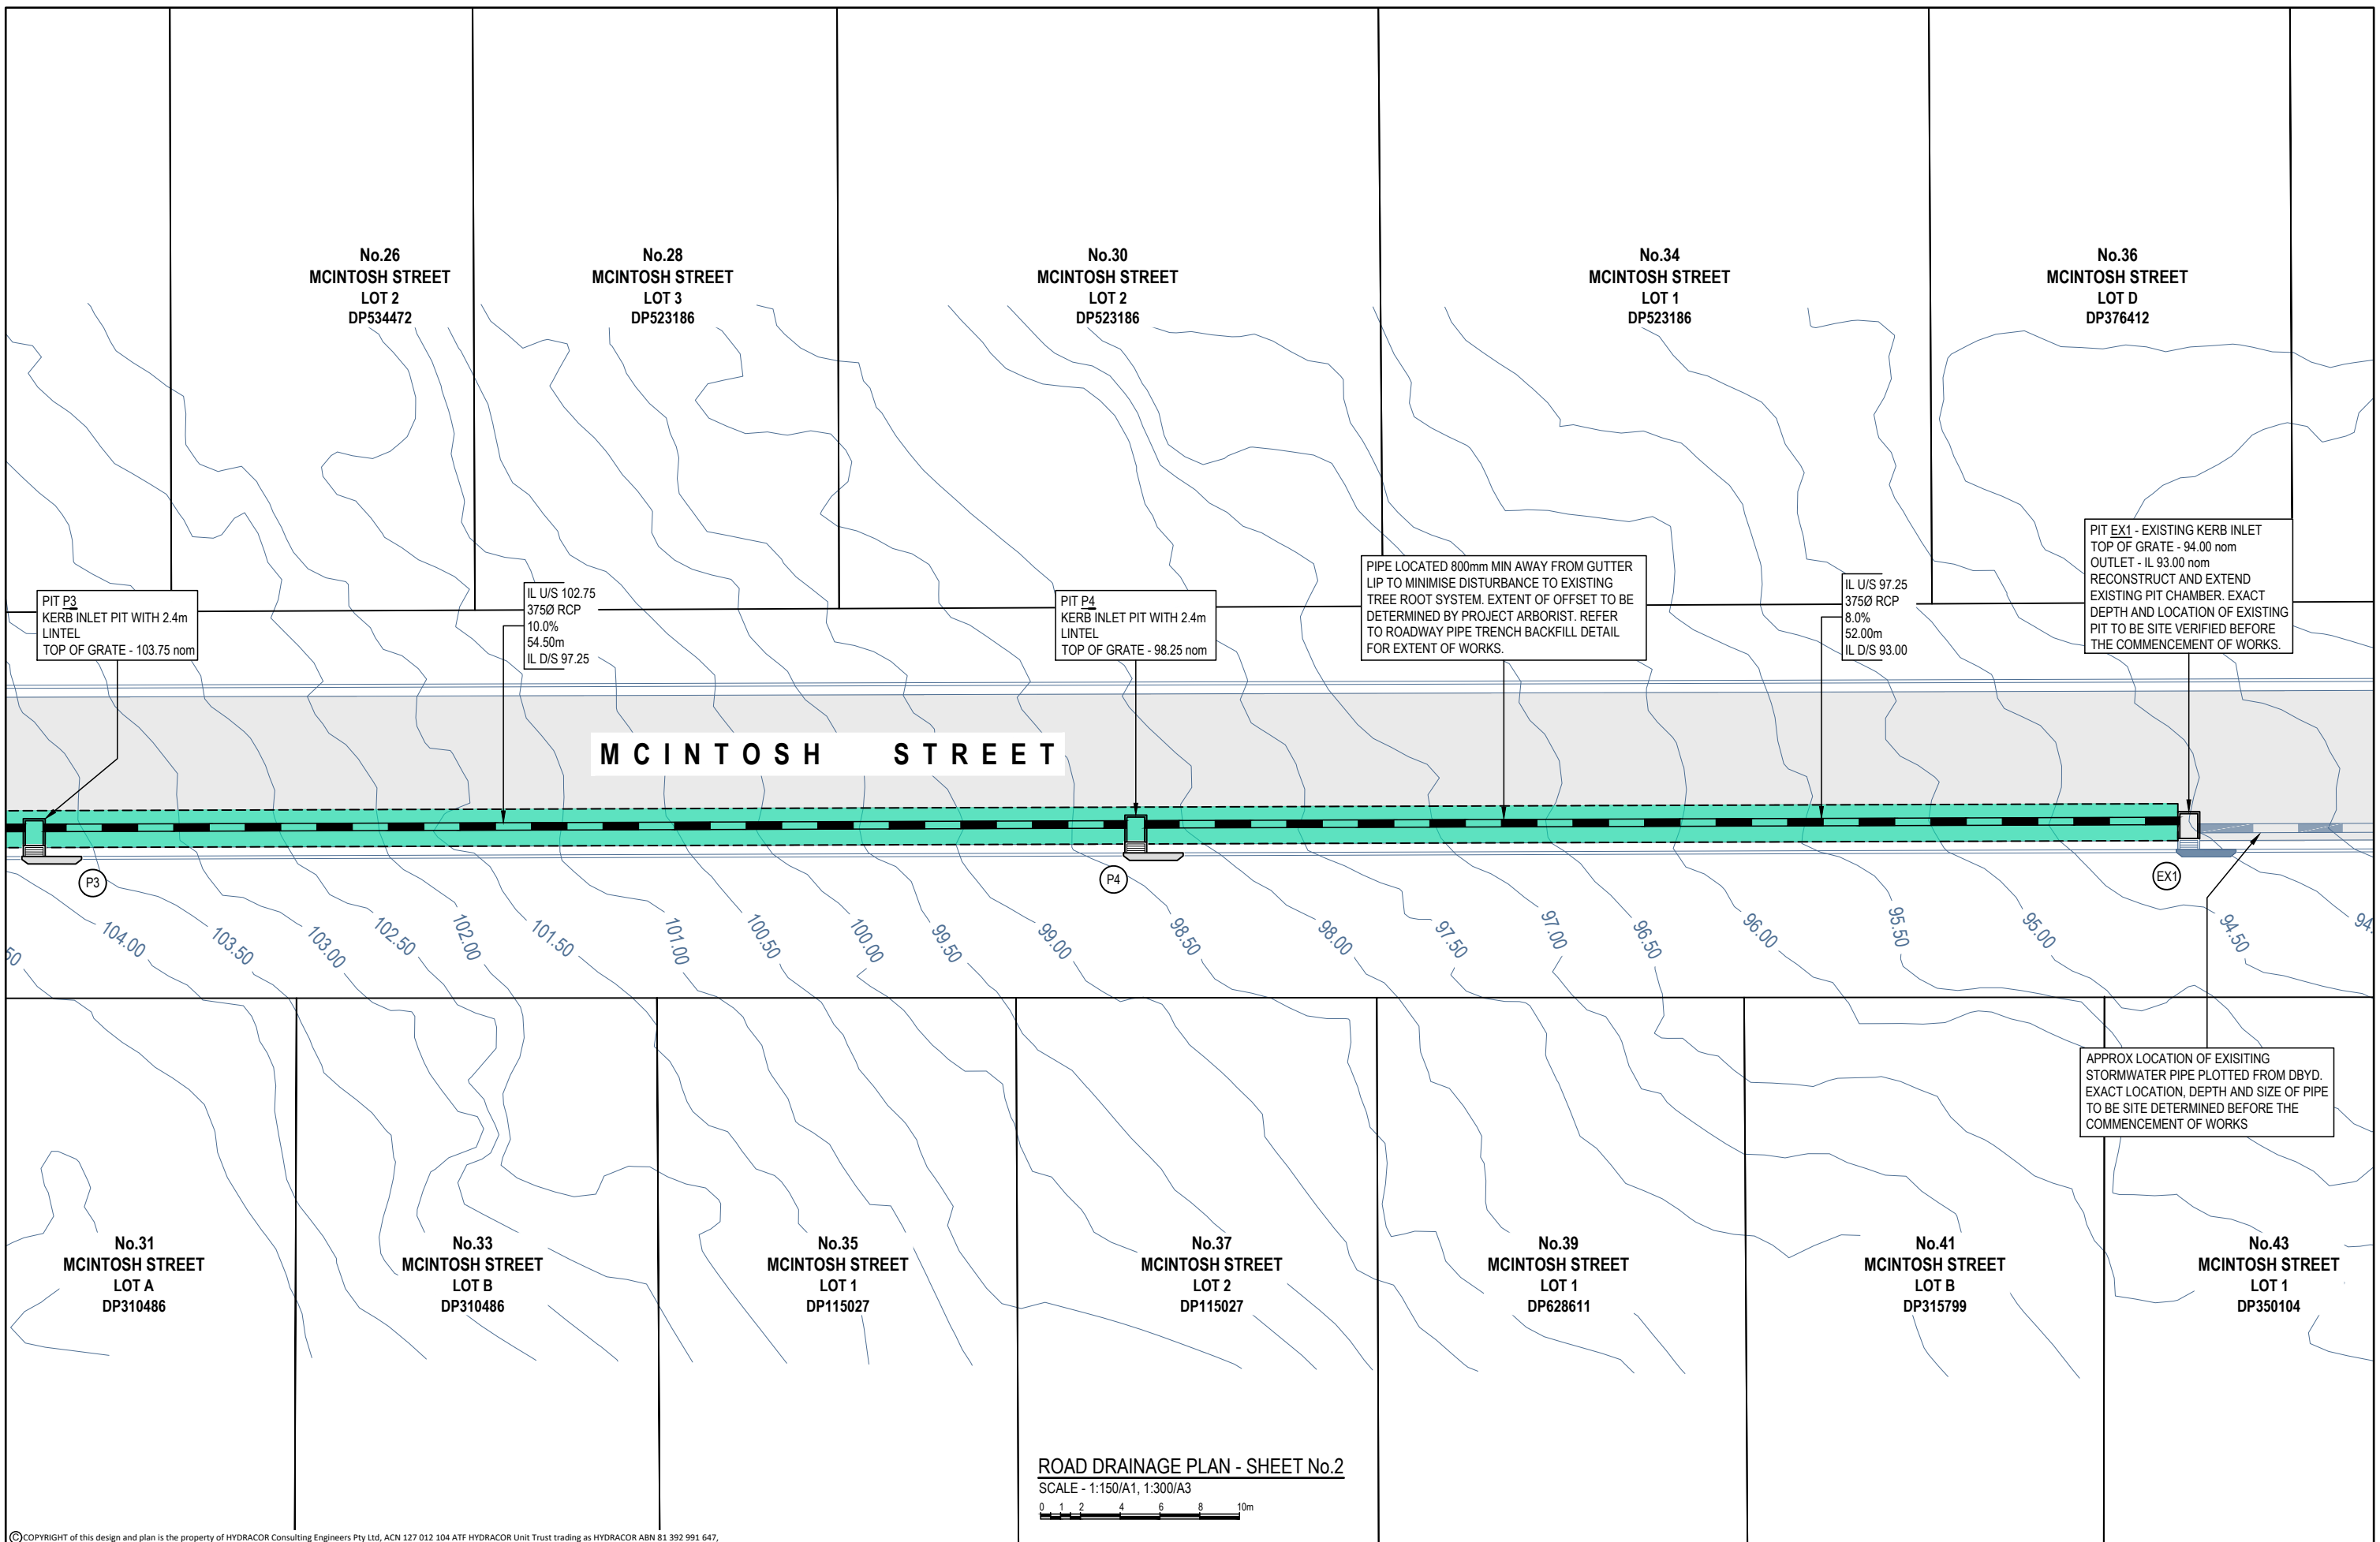 No.26
MCINTOSH STREET
LOT 2
DP534472
No.28
MCINTOSH STREET
LOT 3
DP523186
No.30
MCINTOSH STREET
LOT 2
DP523186
No.34
MCINTOSH STREET
LOT 1
DP523186
No.36
MCINTOSH STREET
LOT D
DP376412
PIT P3
KERB INLET PIT WITH 2.4m
LINTEL
TOP OF GRATE - 103.75 nom
IL U/S 102.75
375Ø RCP
10.0%
54.50m
IL D/S 97.25
PIT P4
KERB INLET PIT WITH 2.4m
LINTEL
TOP OF GRATE - 98.25 nom
PIPE LOCATED 800mm MIN AWAY FROM GUTTER
LIP TO MINIMISE DISTURBANCE TO EXISTING
TREE ROOT SYSTEM. EXTENT OF OFFSET TO BE
DETERMINED BY PROJECT ARBORIST. REFER
TO ROADWAY PIPE TRENCH BACKFILL DETAIL
FOR EXTENT OF WORKS.
IL U/S 97.25
375Ø RCP
8.0%
52.00m
IL D/S 93.00
PIT EX1 - EXISTING KERB INLET
TOP OF GRATE - 94.00 nom
OUTLET - IL 93.00 nom
RECONSTRUCT AND EXTEND
EXISTING PIT CHAMBER. EXACT
DEPTH AND LOCATION OF EXISTING
PIT TO BE SITE VERIFIED BEFORE
THE COMMENCEMENT OF WORKS.
MCINTOSH STREET
P3
P4
EX1
50
104.00
103.50
103.00
102.50
102.00
101.50
101.00
100.50
100.00
99.50
99.00
98.50
98.00
97.50
97.00
96.50
96.00
95.50
95.00
94.50
94.
APPROX LOCATION OF EXISITING
STORMWATER PIPE PLOTTED FROM DBYD.
EXACT LOCATION, DEPTH AND SIZE OF PIPE
TO BE SITE DETERMINED BEFORE THE
COMMENCEMENT OF WORKS
No.31
MCINTOSH STREET
LOT A
DP310486
No.33
MCINTOSH STREET
LOT B
DP310486
No.35
MCINTOSH STREET
LOT 1
DP115027
No.37
MCINTOSH STREET
LOT 2
DP115027
No.39
MCINTOSH STREET
LOT 1
DP628611
No.41
MCINTOSH STREET
LOT B
DP315799
No.43
MCINTOSH STREET
LOT 1
DP350104
ROAD DRAINAGE PLAN - SHEET No.2
SCALE - 1:150/A1, 1:300/A3
0 1 2 4 6 8 10m
©COPYRIGHT of this design and plan is the property of HYDRACOR Consulting Engineers Pty Ltd, ACN 127 012 104 ATF HYDRACOR Unit Trust trading as HYDRACOR ABN 81 392 991 647,